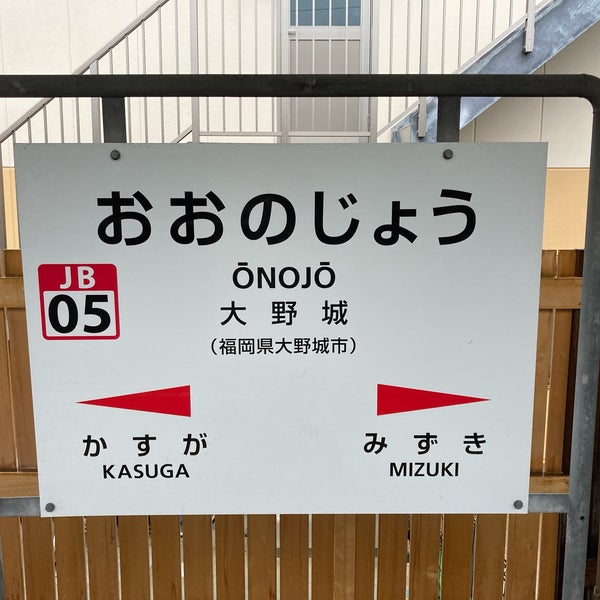 おおのじょう
JB
05
ŌNOJŌ
大野城
（福岡県大野城市）
かすが
KASUGA
みずき
MIZUKI